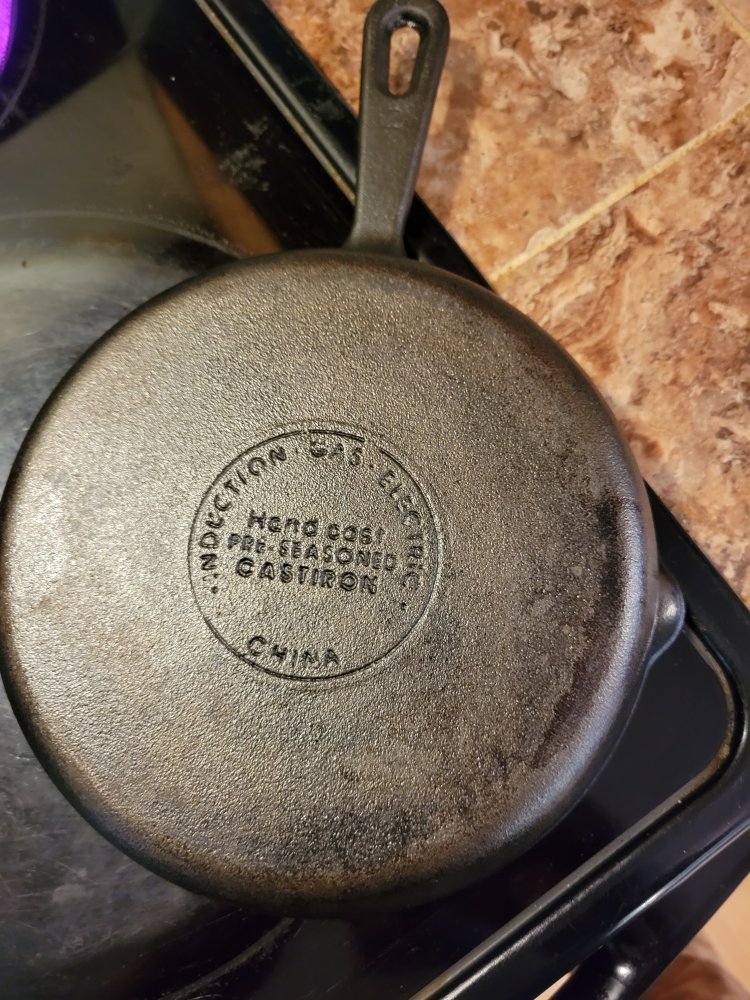 ·INDUCTION · GAS · ELECTRIC·
Hand cast
PRE-SEASONED
CASTIRON
CHINA